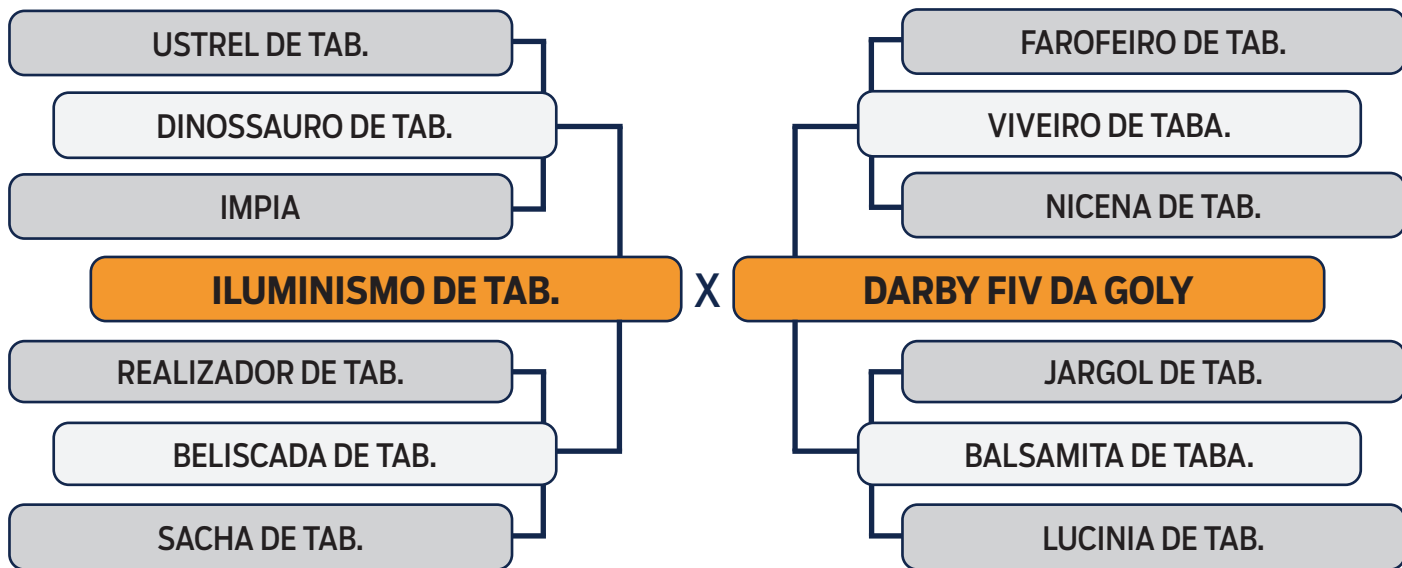 USTREL DE TAB.
DINOSSAURO DE TAB.
IMPIA
ILUMINISMO DE TAB.
REALIZADOR DE TAB.
BELISCADA DE TAB.
SACHA DE TAB.
X
FAROFEIRO DE TAB.
VIVEIRO DE TABA.
NICENA DE TAB.
DARBY FIV DA GOLY
JARGOL DE TAB.
BALSAMITA DE TABA.
LUCINIA DE TAB.